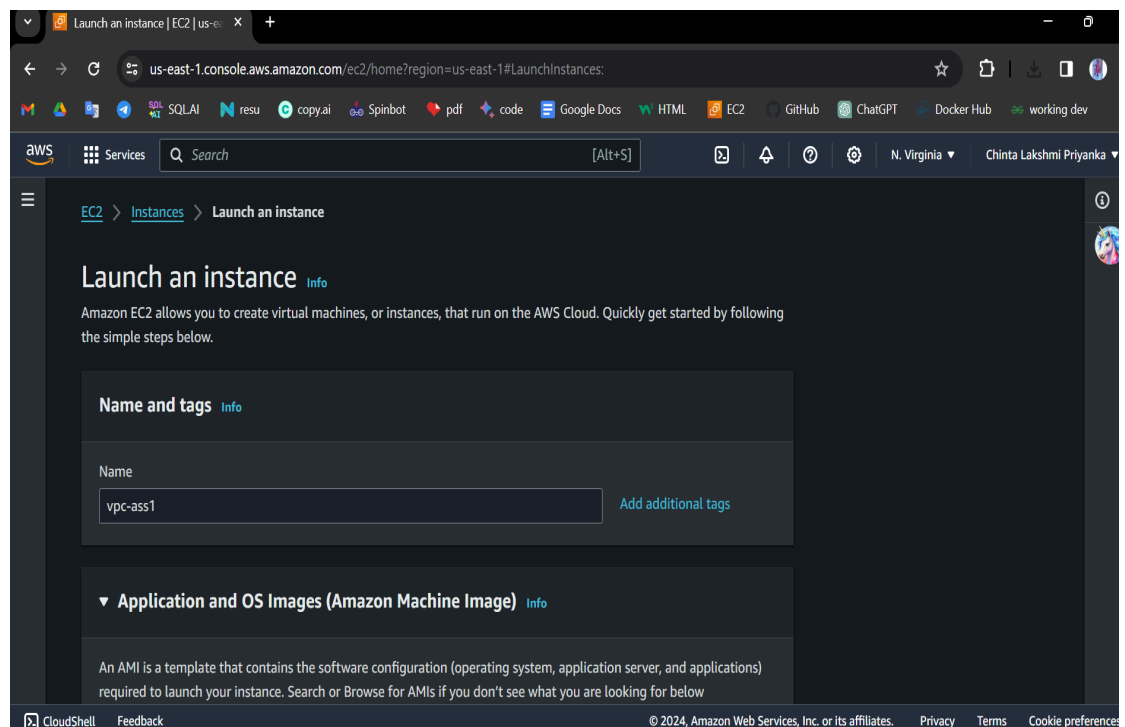 Launch an instance | EC2 | us-ea
us-east-1.console.aws.amazon.com/ec2/home?region=us-east-1#LaunchInstances:
SQL AI SQL.AI resu copy.ai Spinbot pdf code Google Docs HTML EC2 GitHub ChatGPT Docker Hub working dev
aws Services Search [Alt+S] N. Virginia Chinta Lakshmi Priyanka
EC2 Instances Launch an instance
Launch an instance Info
Amazon EC2 allows you to create virtual machines, or instances, that run on the AWS Cloud. Quickly get started by following
the simple steps below.
Name and tags Info
Name
vpc-ass1 Add additional tags
Application and OS Images (Amazon Machine Image) Info
An AMI is a template that contains the software configuration (operating system, application server, and applications)
required to launch your instance. Search or Browse for AMIs if you don't see what you are looking for below
CloudShell Feedback © 2024, Amazon Web Services, Inc. or its affiliates. Privacy Terms Cookie preferences